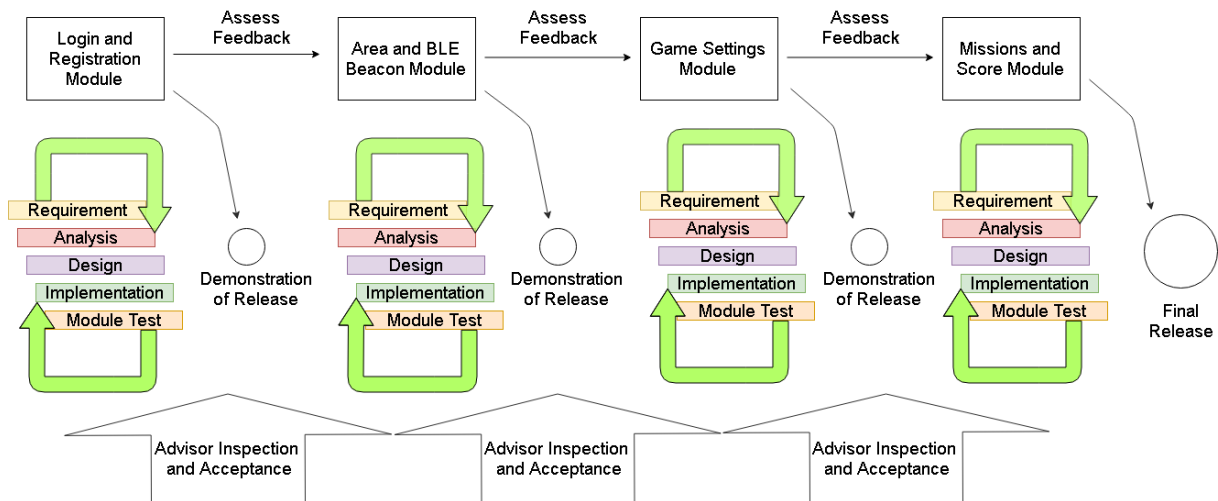 Login and
Registration
Module
Assess
Feedback
Area and BLE
Beacon Module
Assess
Feedback
Game Settings
Module
Assess
Feedback
Missions and
Score Module
Requirement
Analysis
Design
Implementation
Module Test
Demonstration
of Release
Requirement
Analysis
Design
Implementation
Module Test
Demonstration
of Release
Requirement
Analysis
Design
Implementation
Module Test
Demonstration
of Release
Requirement
Analysis
Design
Implementation
Module Test
Final
Release
Advisor Inspection
and Acceptance
Advisor Inspection
and Acceptance
Advisor Inspection
and Acceptance